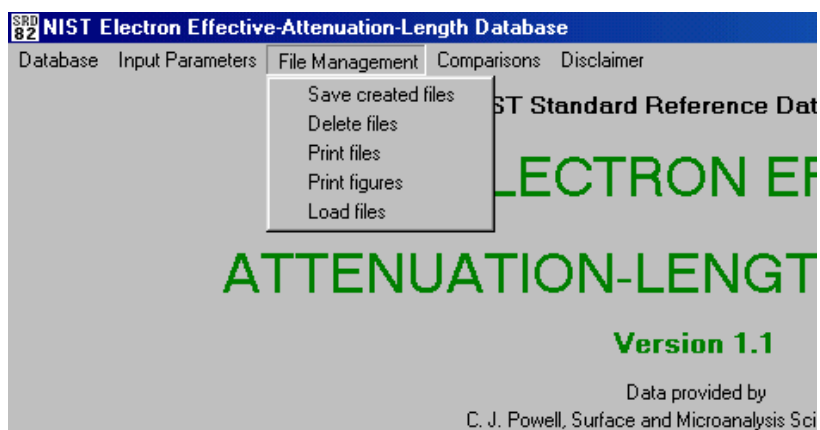 SRD 82 NIST Electron Effective-Attenuation-Length Database
Database Input Parameters File Management Comparisons Disclaimer
Save created files
Delete files
Print files
Print figures
Load files
ST Standard Reference Dat
LECTRON EF
ATTENUATION-LENGT
Version 1.1
Data provided by
C. J. Powell, Surface and Microanalysis Sci